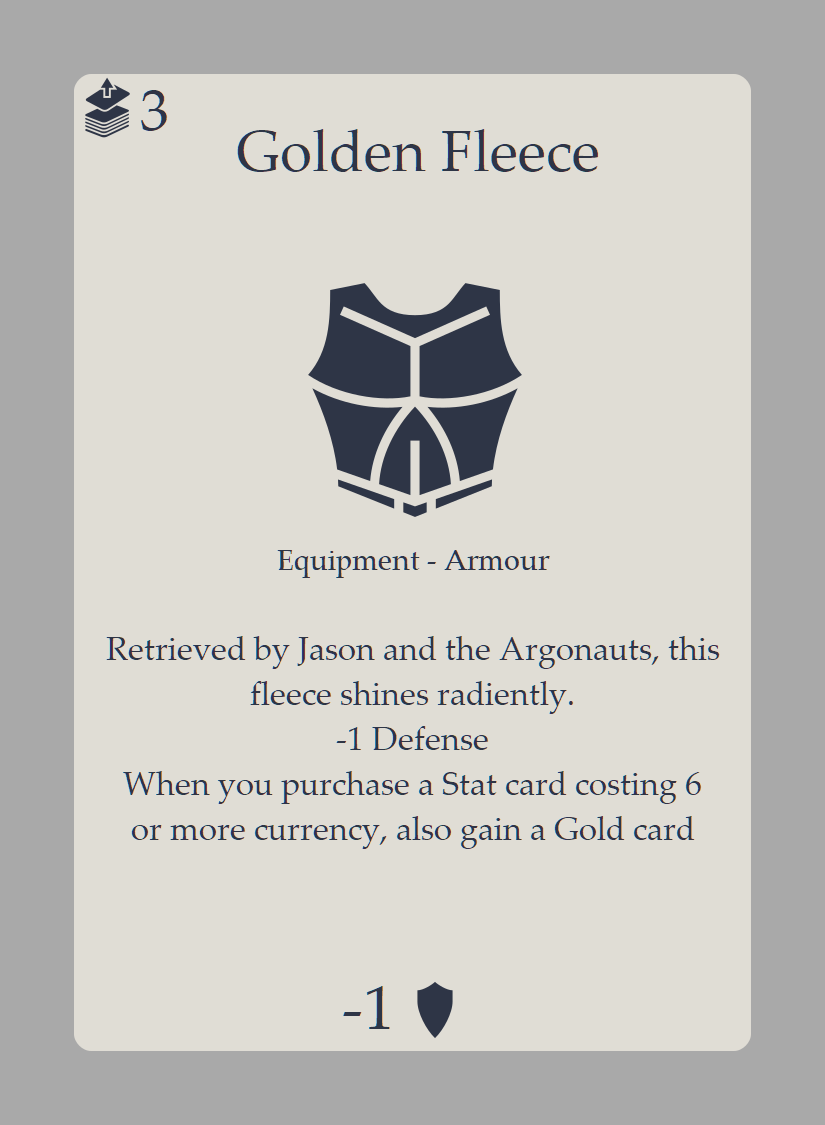 3
Golden Fleece
Equipment - Armour
Retrieved by Jason and the Argonauts, this
fleece shines radiently.
-1 Defense
When you purchase a Stat card costing 6
or more currency, also gain a Gold card
-1